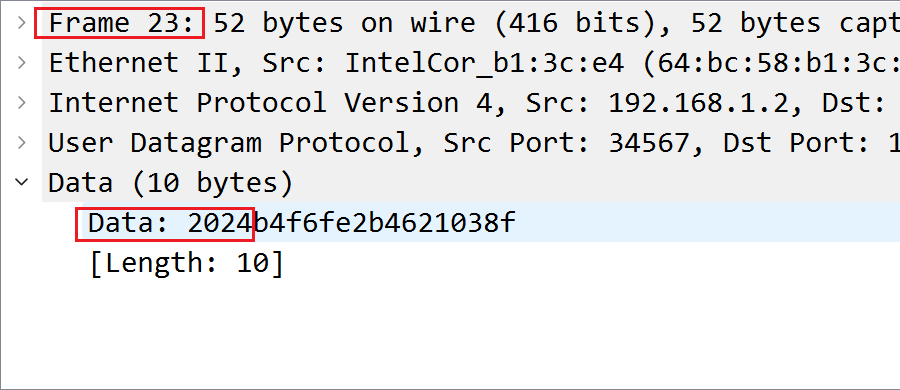 Frame 23: 52 bytes on wire (416 bits), 52 bytes capt
Ethernet II, Src: IntelCor_b1:3c:e4 (64:bc:58:b1:3c:
Internet Protocol Version 4, Src: 192.168.1.2, Dst:
User Datagram Protocol, Src Port: 34567, Dst Port: 1
Data (10 bytes)
Data: 2024b4f6fe2b4621038f
[Length: 10]